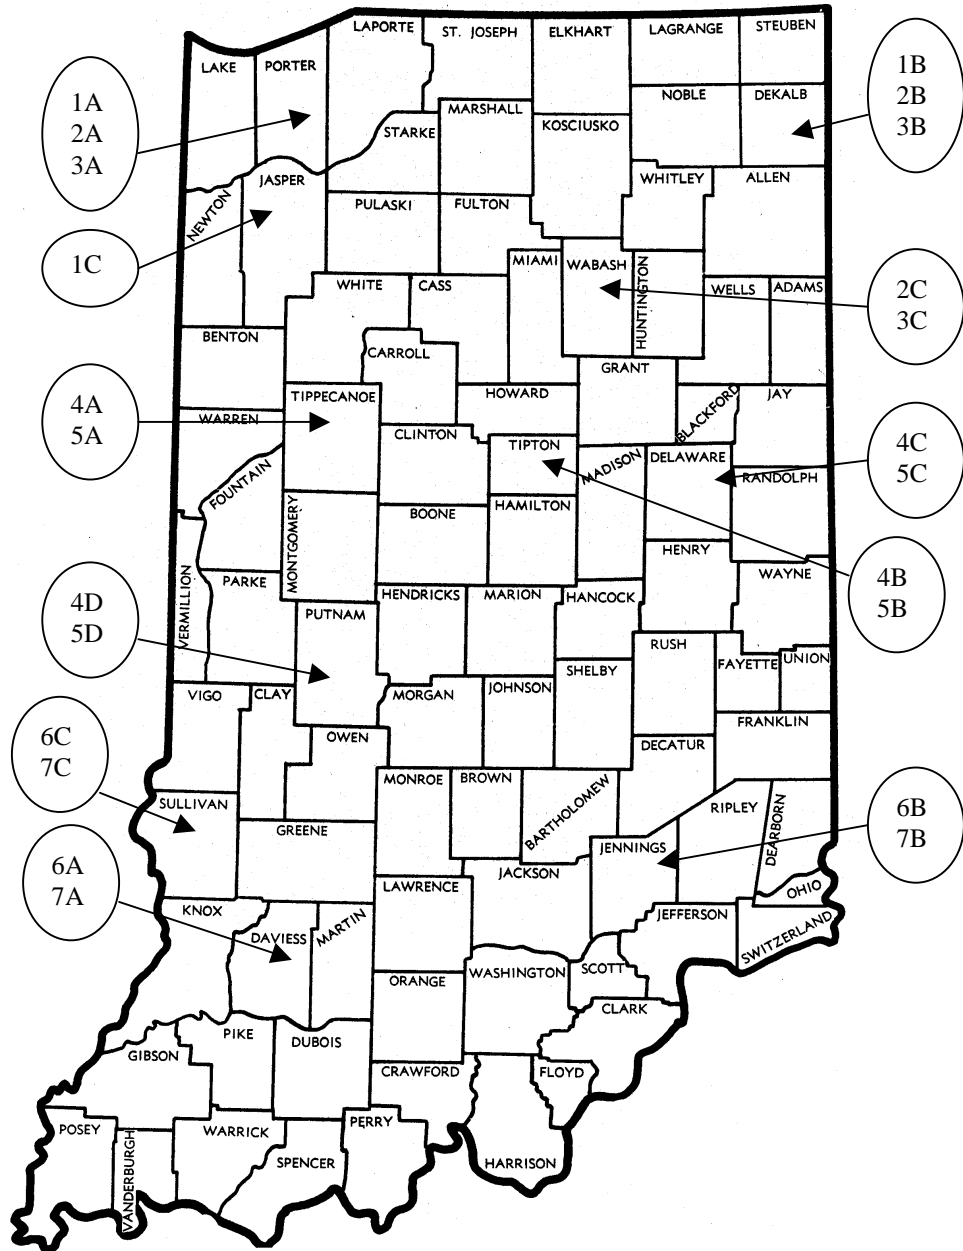 LAPORTE
ST. JOSEPH
ELKHART
LAGRANGE
STEUBEN
LAKE
PORTER
1A
2A
3A
1B
2B
3B
NOBLE
DEKALB
MARSHALL
STARKE
KOSCIUSKO
WHITLEY
ALLEN
JASPER
NEWTON
PULASKI
FULTON
1C
MIAMI
WABASH
HUNTINGTON
WHITE
CASS
WELLS
ADAMS
2C
3C
BENTON
CARROLL
GRANT
TIPPECANOE
HOWARD
BLACKFORD
JAY
4A
5A
WARREN
CLINTON
TIPTON
MADISON
DELAWARE
4C
5C
FOUNTAIN
RANDOLPH
MONTGOMERY
BOONE
HAMILTON
HENRY
WAYNE
4B
5B
VERMILLION
PARKE
HENDRICKS
MARION
HANCOCK
4D
5D
PUTNAM
RUSH
FAYETTE
UNION
SHELBY
VIGO
CLAY
MORGAN
JOHNSON
FRANKLIN
OWEN
DECATUR
6C
7C
MONROE
BROWN
BARTHOLOMEW
SULLIVAN
RIPLEY
DEARBORN
6B
7B
GREENE
JENNINGS
6A
7A
JACKSON
LAWRENCE
OHIO
KNOX
DAVIESS
MARTIN
JEFFERSON
SWITZERLAND
WASHINGTON
SCOTT
ORANGE
CLARK
PIKE
DUBOIS
GIBSON
CRAWFORD
FLOYD
POSEY
VANDERBURGH
WARRICK
PERRY
SPENCER
HARRISON